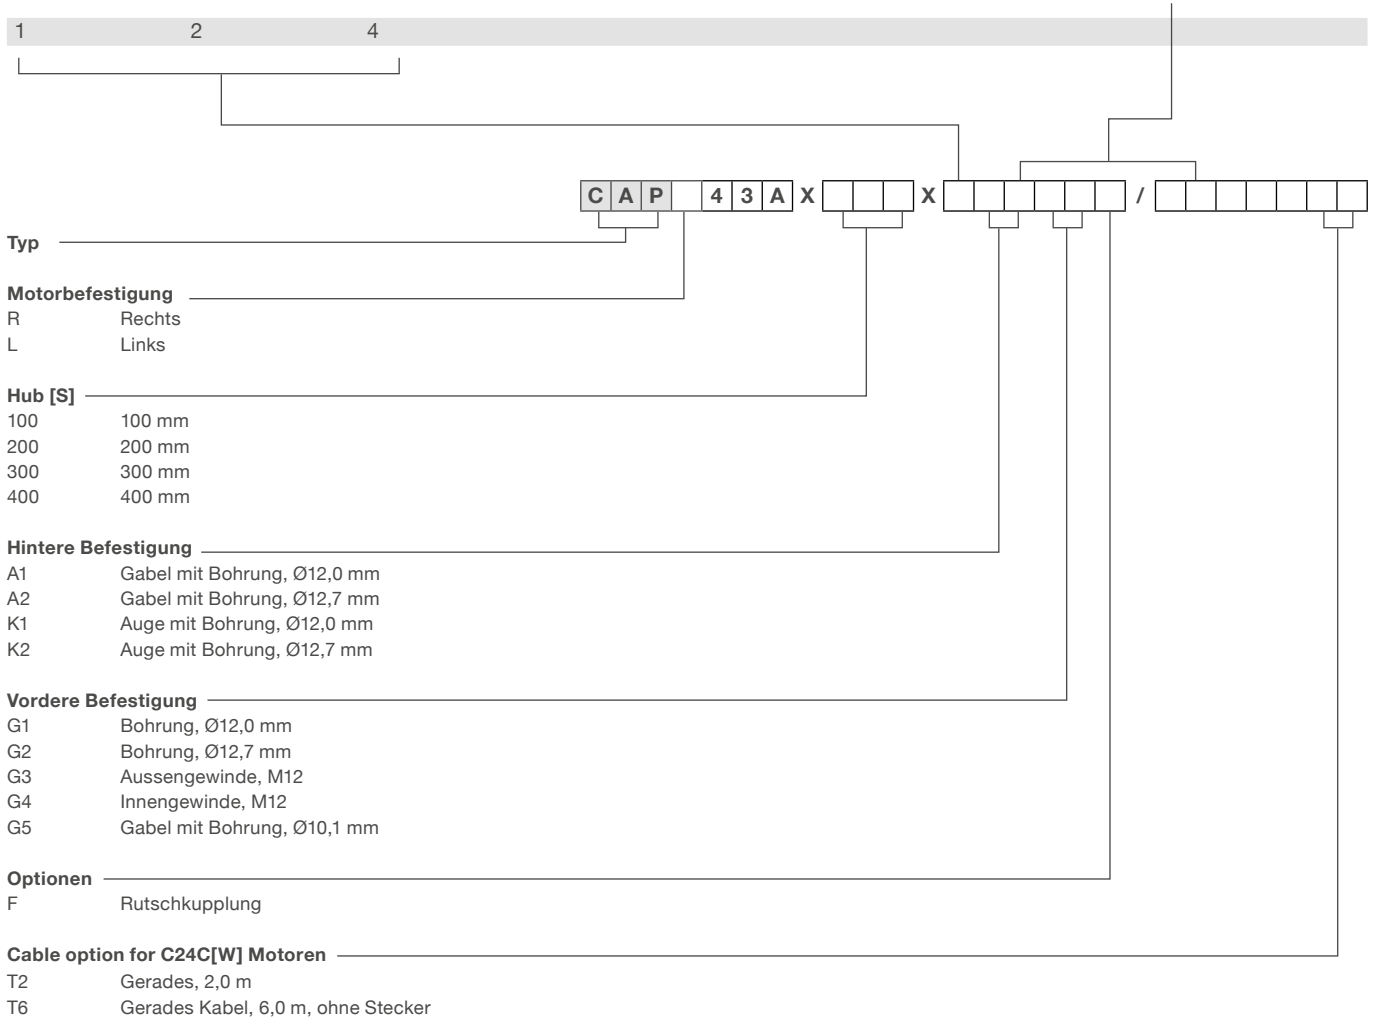 1 2 4
C A P 4 3 A X X /
Typ
Motorbefestigung
R Rechts
L Links
Hub [S]
100 100 mm
200 200 mm
300 300 mm
400 400 mm
Hintere Befestigung
A1 Gabel mit Bohrung, Ø12,0 mm
A2 Gabel mit Bohrung, Ø12,7 mm
K1 Auge mit Bohrung, Ø12,0 mm
K2 Auge mit Bohrung, Ø12,7 mm
Vordere Befestigung
G1 Bohrung, Ø12,0 mm
G2 Bohrung, Ø12,7 mm
G3 Aussengewinde, M12
G4 Innengewinde, M12
G5 Gabel mit Bohrung, Ø10,1 mm
Optionen
F Rutschkupplung
Cable option for C24C[W] Motoren
T2 Gerades, 2,0 m
T6 Gerades Kabel, 6,0 m, ohne Stecker